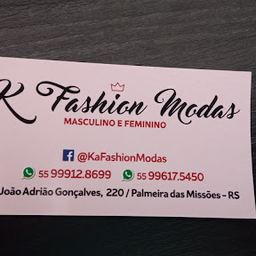 K Fashion Modas
MASCULINO E FEMININO
@KaFashionModas
55 99912.8699 55 99617.5450
João Adrião Gonçalves, 220 / Palmeira das Missões - RS